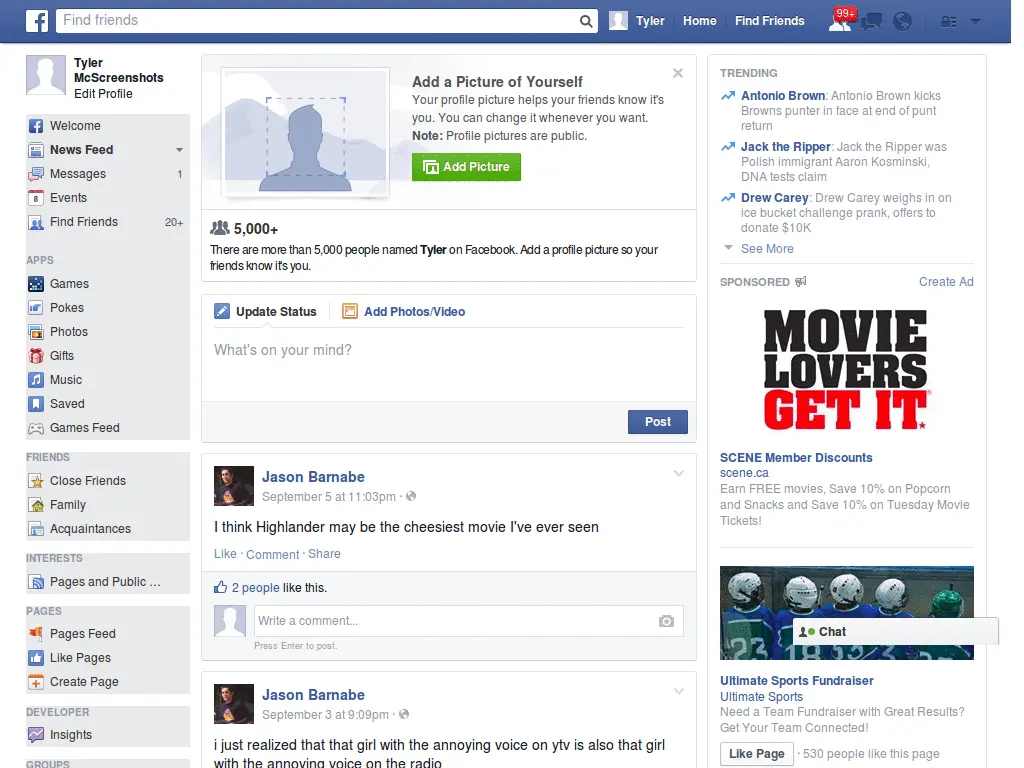 Find friends
Tyler
Home
Find Friends
99+
Tyler
McScreenshots
Edit Profile
Welcome
News Feed
Messages 1
8
Events
Find Friends 20+
APPS
Games
Pokes
Photos
Gifts
Music
Saved
Games Feed
FRIENDS
Close Friends
Family
Acquaintances
INTERESTS
Pages and Public ...
PAGES
Pages Feed
Like Pages
Create Page
DEVELOPER
Insights
GROUPS
Add a Picture of Yourself
Your profile picture helps your friends know it's
you. You can change it whenever you want.
Note: Profile pictures are public.
Add Picture
5,000+
There are more than 5,000 people named Tyler on Facebook. Add a profile picture so your
friends know it's you.
Update Status
Add Photos/Video
What's on your mind?
Post
Jason Barnabe
September 5 at 11:03pm ·
I think Highlander may be the cheesiest movie I've ever seen
Like · Comment · Share
2 people like this.
Write a comment...
Press Enter to post.
Jason Barnabe
September 3 at 9:09pm ·
i just realized that that girl with the annoying voice on ytv is also that girl
with the annoying voice on the radio
TRENDING
Antonio Brown: Antonio Brown kicks
Browns punter in face at end of punt
return
Jack the Ripper: Jack the Ripper was
Polish immigrant Aaron Kosminski,
DNA tests claim
Drew Carey: Drew Carey weighs in on
ice bucket challenge prank, offers to
donate $10K
See More
SPONSORED
Create Ad
MOVIE
LOVERS
GET IT.
SCENE Member Discounts
scene.ca
Earn FREE movies, Save 10% on Popcorn
and Snacks and Save 10% on Tuesday Movie
Tickets!
23
18
Chat
Ultimate Sports Fundraiser
Ultimate Sports
Need a Team Fundraiser with Great Results?
Get Your Team Connected!
Like Page · 530 people like this page